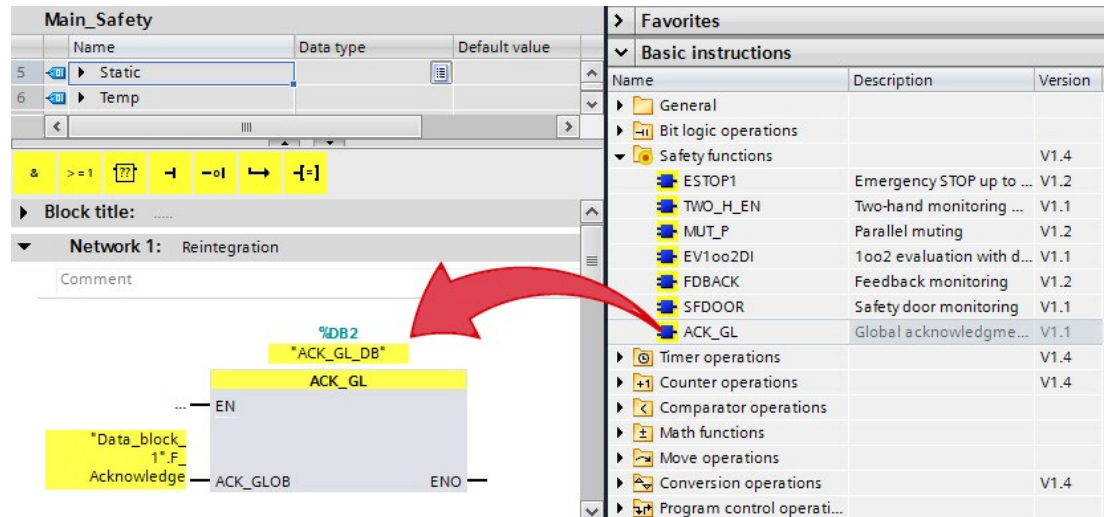 Main_Safety
Name Data type Default value
5 Static
6 Temp
& >=1 ?? -[=]
Block title: .....
Network 1: Reintegration
Comment
%DB2
"ACK_GL_DB"
ACK_GL
... EN
"Data_block_
1".F_
Acknowledge
ACK_GLOB ENO
Favorites
Basic instructions
Name Description Version
General
Bit logic operations
Safety functions V1.4
ESTOP1 Emergency STOP up to ... V1.2
TWO_H_EN Two-hand monitoring ... V1.1
MUT_P Parallel muting V1.2
EV1oo2DI 1oo2 evaluation with d... V1.1
FDBACK Feedback monitoring V1.2
SFDOOR Safety door monitoring V1.1
ACK_GL Global acknowledgme... V1.1
Timer operations V1.4
+1 Counter operations V1.4
Comparator operations
Math functions
Move operations
Conversion operations V1.4
Program control operati...